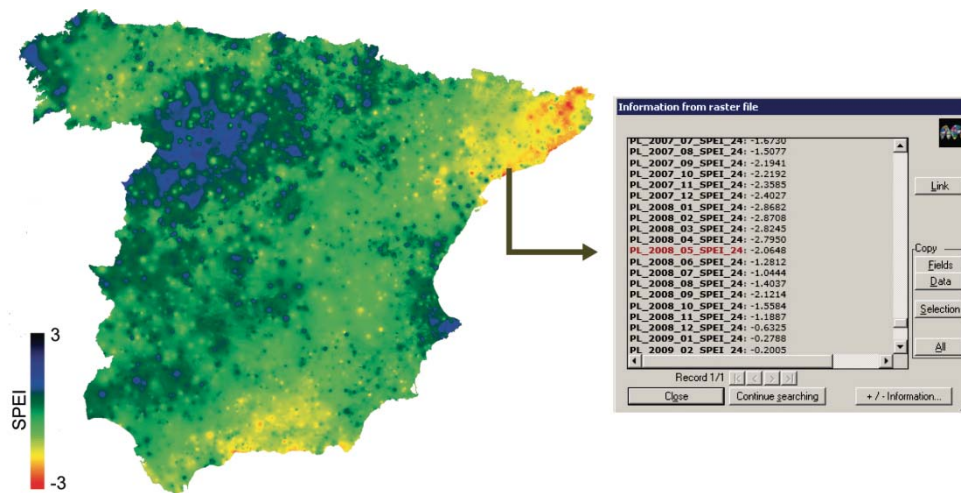 3
SPEI
-3
Information from raster file
PL_2007_07_SPEI_24: -1.6730
PL_2007_08_SPEI_24: -1.5077
PL_2007_09_SPEI_24: -2.1941
PL_2007_10_SPEI_24: -2.2192
PL_2007_11_SPEI_24: -2.3585
PL_2007_12_SPEI_24: -2.4027
PL_2008_01_SPEI_24: -2.8682
PL_2008_02_SPEI_24: -2.8708
PL_2008_03_SPEI_24: -2.8245
PL_2008_04_SPEI_24: -2.7950
PL_2008_05_SPEI_24: -2.0648
PL_2008_06_SPEI_24: -1.2812
PL_2008_07_SPEI_24: -1.0444
PL_2008_08_SPEI_24: -1.4037
PL_2008_09_SPEI_24: -2.1214
PL_2008_10_SPEI_24: -1.5584
PL_2008_11_SPEI_24: -1.1887
PL_2008_12_SPEI_24: -0.6325
PL_2009_01_SPEI_24: -0.2788
PL_2009_02_SPEI_24: -0.2005
Link
Copy
Fields
Data
Selection
All
Record 1/1
Close
Continue searching
+ / - Information...